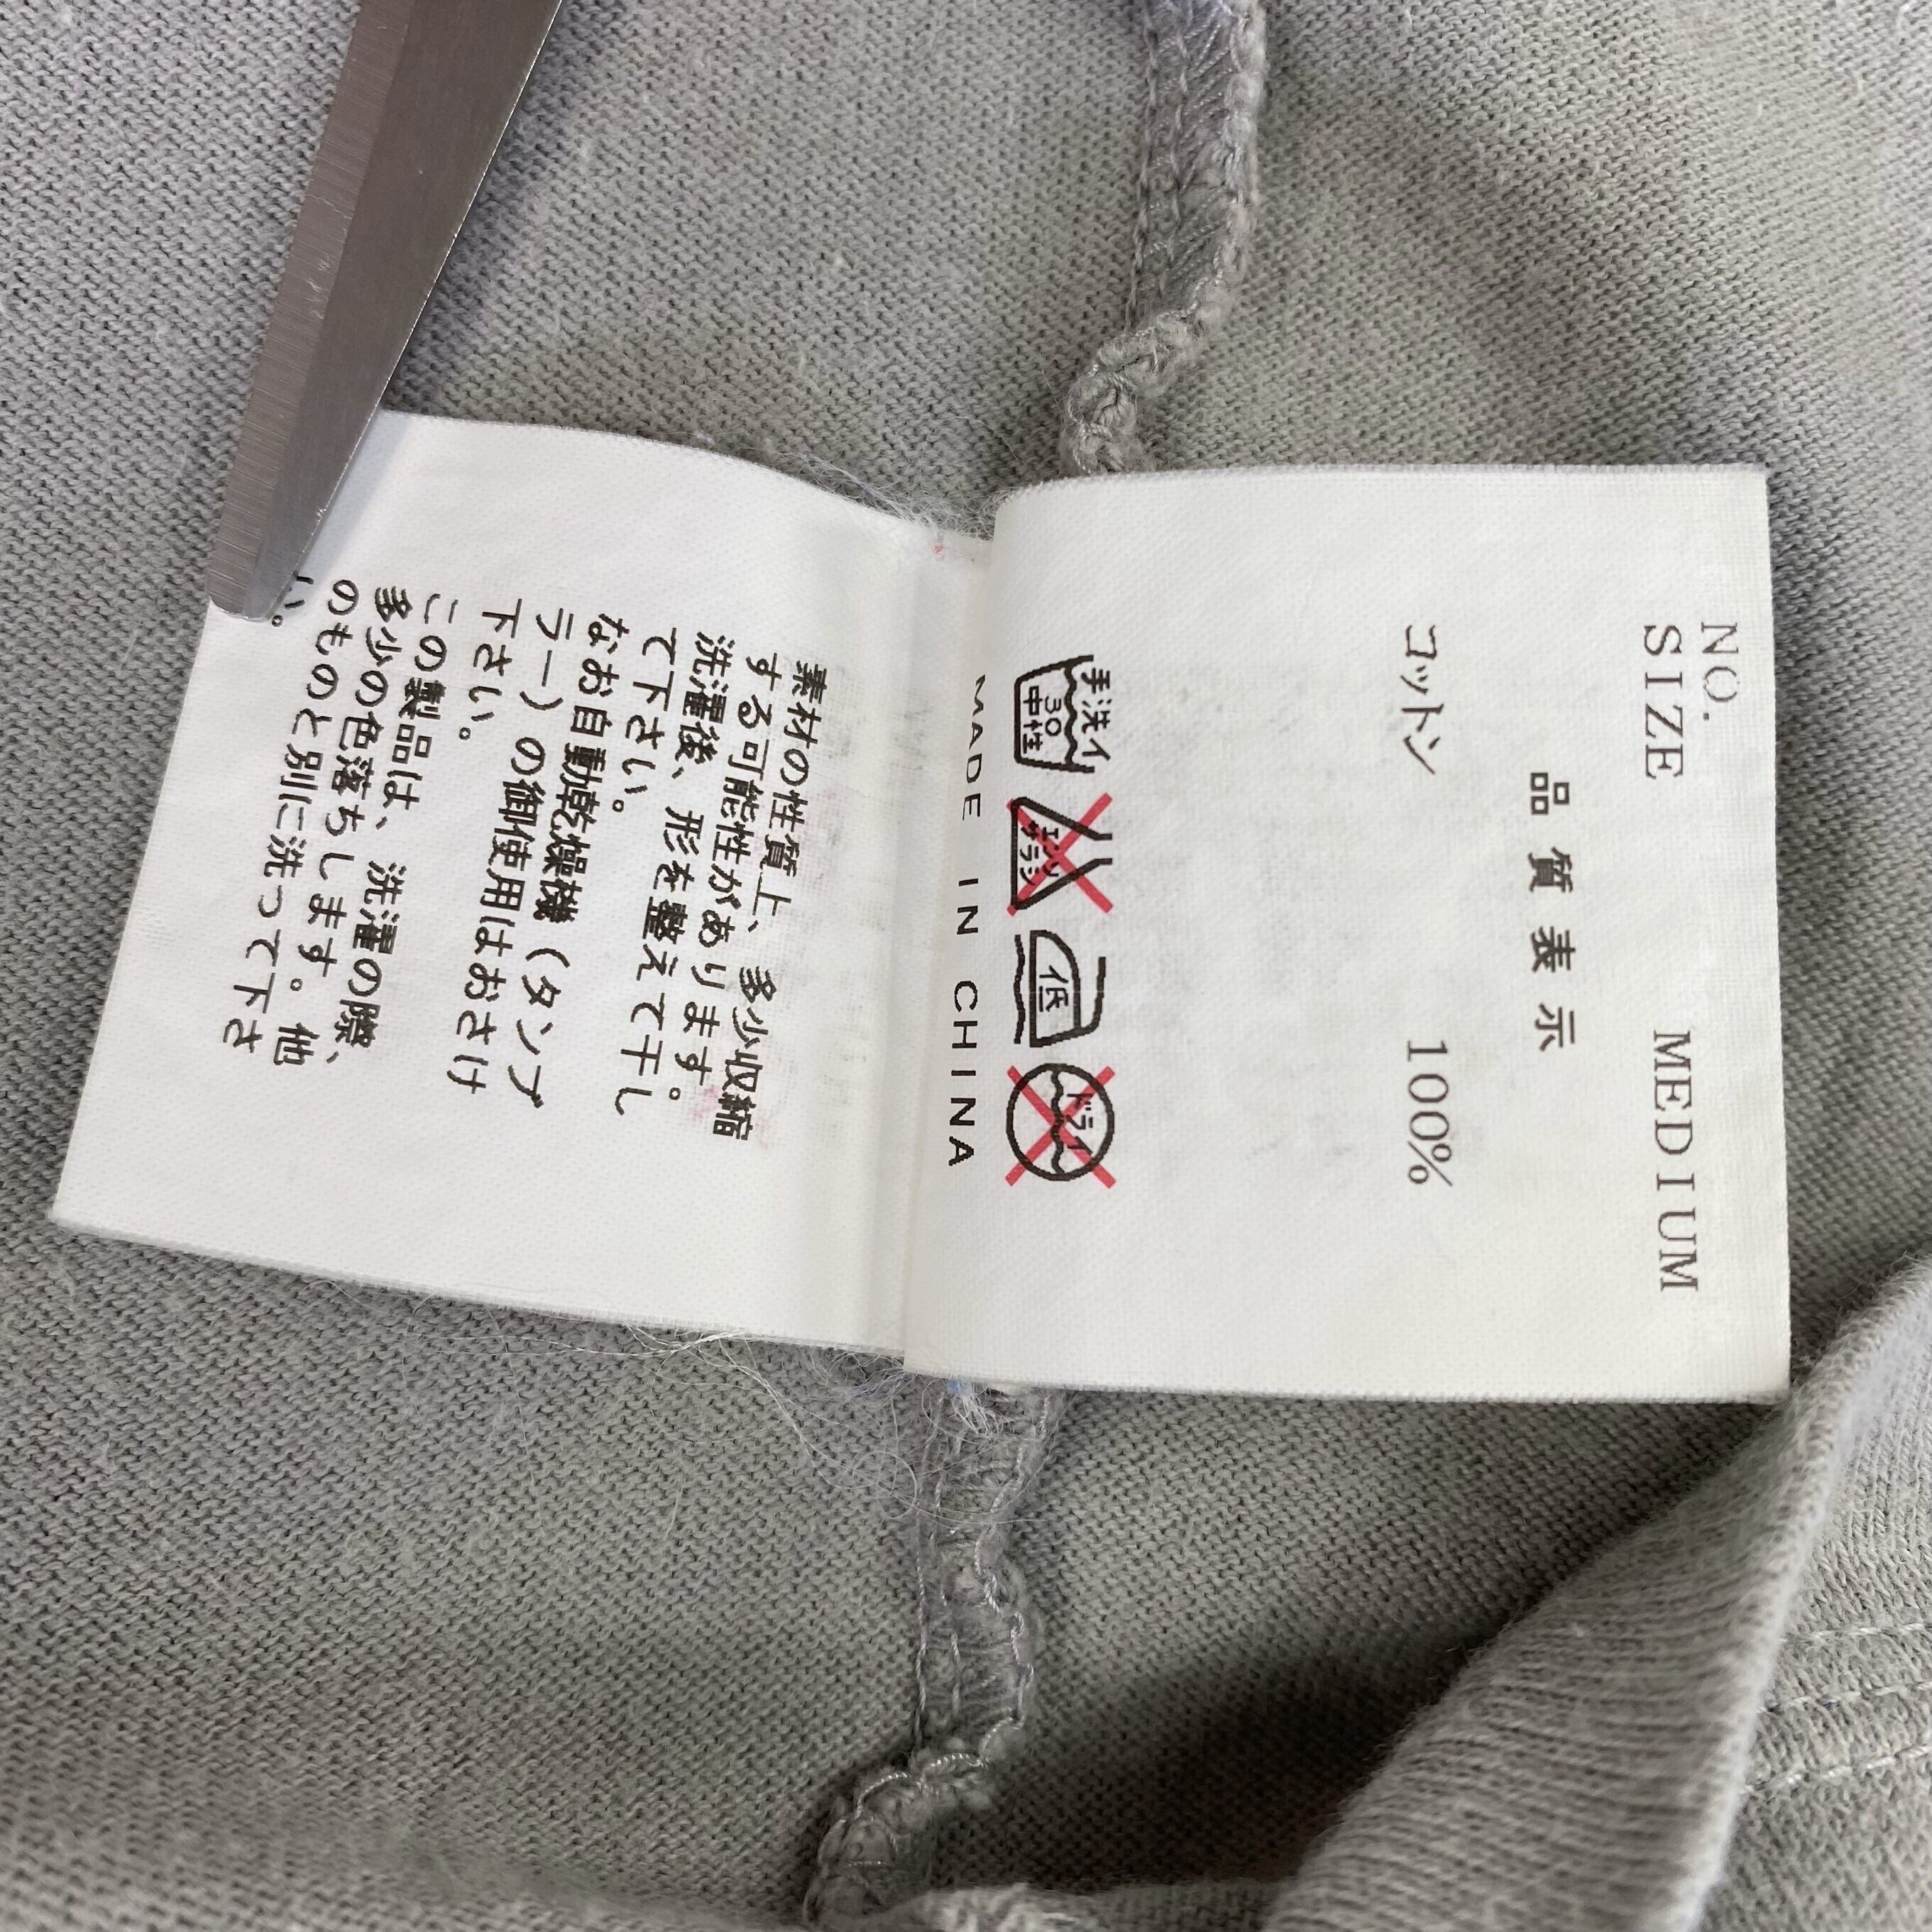 NO.
SIZE MEDIUM
品質表示
コットン 100%
手洗イ
30
中性
エンソ
サラシ
低
ドライ
MADE IN CHINA
素材の性質上、多少収縮
する可能性があります。
洗濯後、形を整えて干し
て下さい。
なお自動乾燥機(タンブ
ラー)の御使用はおさけ
下さい。
この製品は、洗濯の際、
多少の色落ちします。他
のものと別に洗って下さ
い。